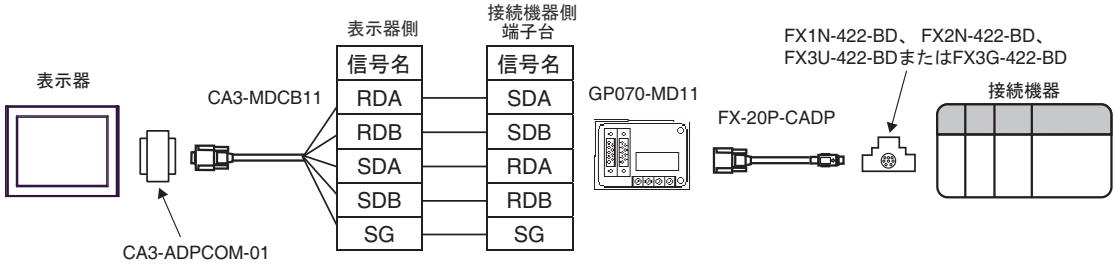 表示器
CA3-ADPCOM-01
CA3-MDCB11
表示器側
信号名
RDA
RDB
SDA
SDB
SG
接続機器側
端子台
信号名
SDA
SDB
RDA
RDB
SG
GP070-MD11
FX-20P-CADP
FX1N-422-BD、 FX2N-422-BD、
FX3U-422-BDまたはFX3G-422-BD
接続機器